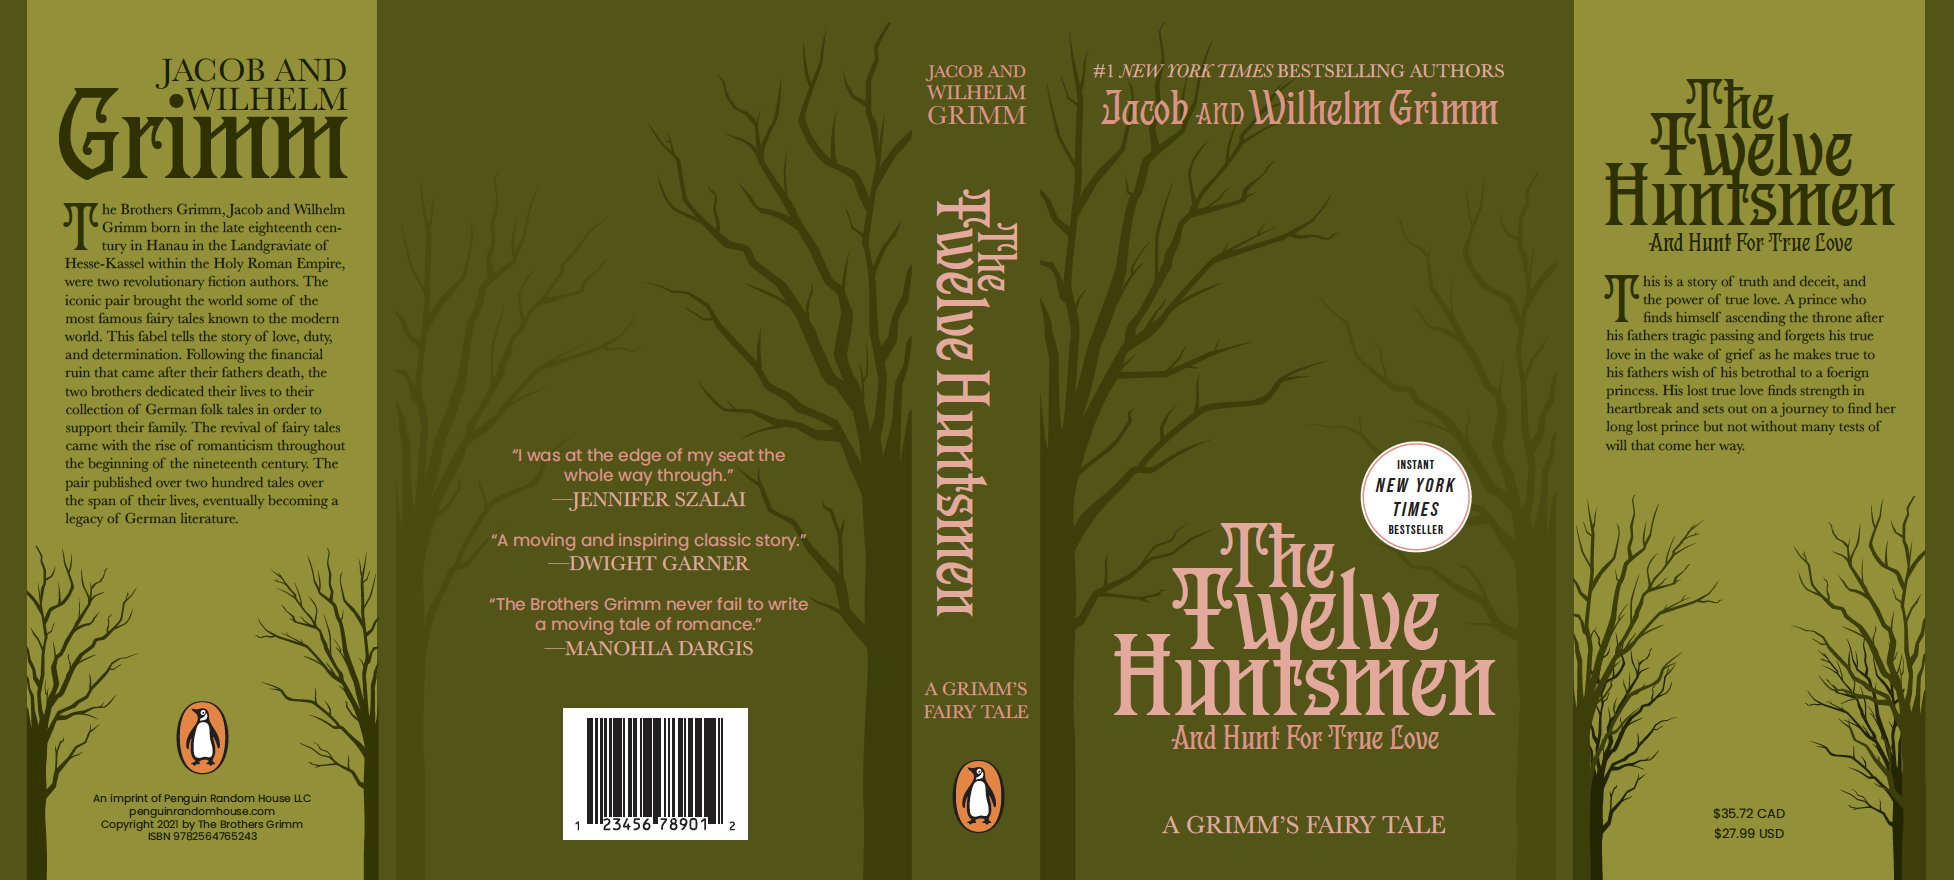 JACOB AND
WILHELM
Grimm
The Brothers Grimm, Jacob and Wilhelm
Grimm born in the late eighteenth cen-
tury in Hanau in the Landgraviate of
Hesse-Kassel within the Holy Roman Empire,
were two revolutionary fiction authors. The
iconic pair brought the world some of the
most famous fairy tales known to the modern
world. This fabel tells the story of love, duty,
and determination. Following the financial
ruin that came after their fathers death, the
two brothers dedicated their lives to their
collection of German folk tales in order to
support their family. The revival of fairy tales
came with the rise of romanticism throughout
the beginning of the nineteenth century. The
pair published over two hundred tales over
the span of their lives, eventually becoming a
legacy of German literature.
An imprint of Penguin Random House LLC
penguinrandomhouse.com
Copyright 2021 by The Brothers Grimm
ISBN 9782564765243
“I was at the edge of my seat the
whole way through.”
—JENNIFER SZALAI
“A moving and inspiring classic story.”
—DWIGHT GARNER
“The Brothers Grimm never fail to write
a moving tale of romance.”
—MANOHLA DARGIS
1 23456 78901 2
JACOB AND
WILHELM
GRIMM
The
Twelve Huntsmen
A GRIMM’S
FAIRY TALE
#1 NEW YORK TIMES BESTSELLING AUTHORS
Jacob AND Wilhelm Grimm
INSTANT
NEW YORK
TIMES
BESTSELLER
The
Twelve
Huntsmen
And Hunt For True Love
A GRIMM’S FAIRY TALE
The
Twelve
Huntsmen
And Hunt For True Love
This is a story of truth and deceit, and
the power of true love. A prince who
finds himself ascending the throne after
his fathers tragic passing and forgets his true
love in the wake of grief as he makes true to
his fathers wish of his betrothal to a foerign
princess. His lost true love finds strength in
heartbreak and sets out on a journey to find her
long lost prince but not without many tests of
will that come her way.
$35.72 CAD
$27.99 USD